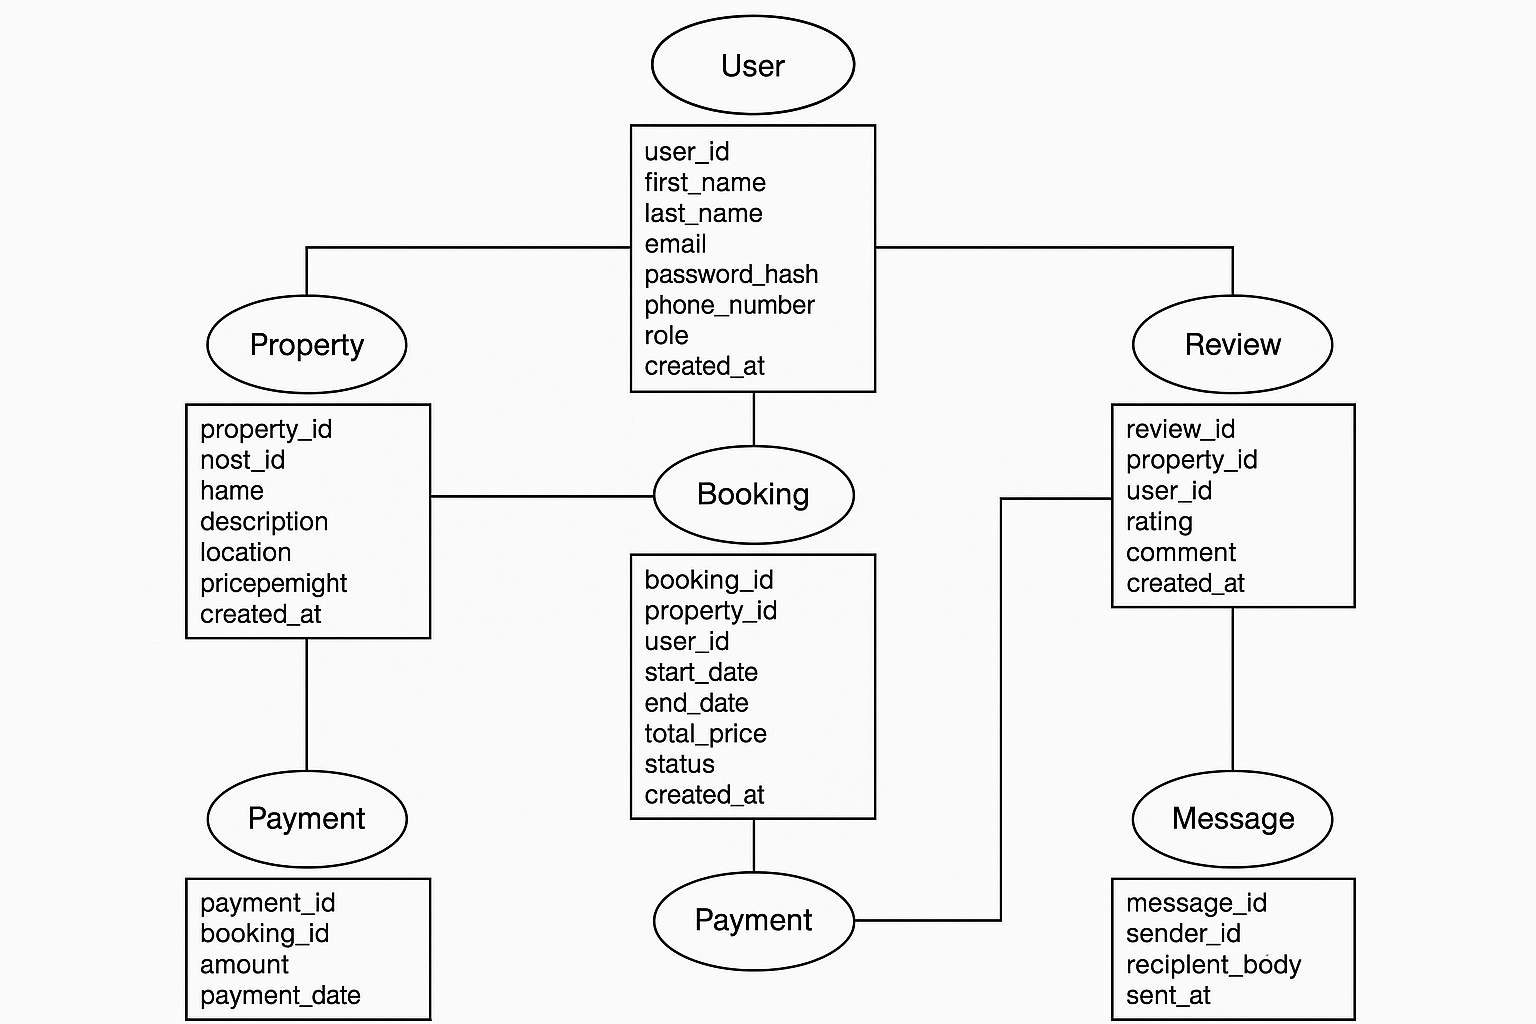 User
user_id
first_name
last_name
email
password_hash
phone_number
role
created_at
Property
property_id
nost_id
hame
description
location
pricepemight
created_at
Booking
booking_id
property_id
user_id
start_date
end_date
total_price
status
created_at
Review
review_id
property_id
user_id
rating
comment
created_at
Payment
payment_id
booking_id
amount
payment_date
Payment
Message
message_id
sender_id
reciplent_body
sent_at